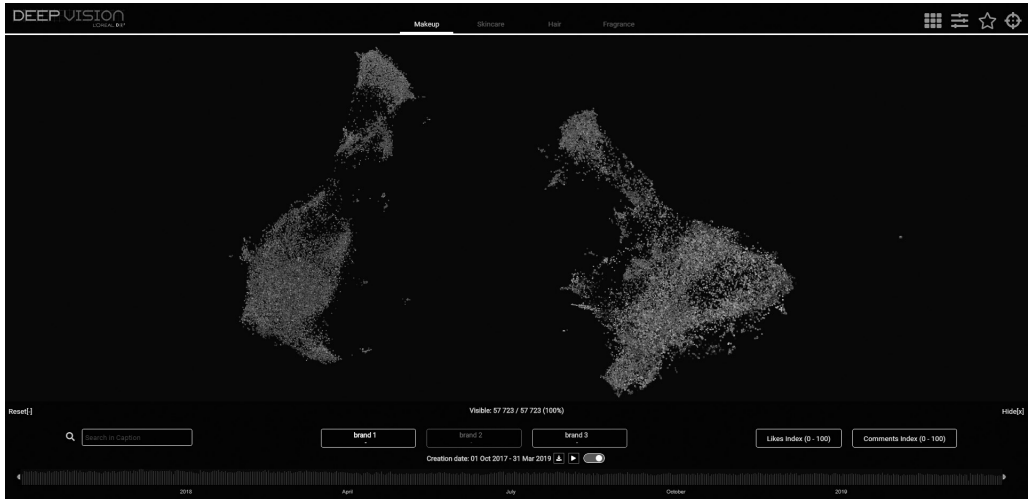 DEEP VISION
L'ORÉAL D|I*
Makeup Skincare Hair Fragrance
Reset[-] Visible: 57 723 / 57 723 (100%) Hide[x]
Search in Caption
brand 1
-
brand 2
-
brand 3
-
Likes Index (0 - 100) Comments Index (0 - 100)
Creation date: 01 Oct 2017 - 31 Mar 2019
2018 April July October 2019